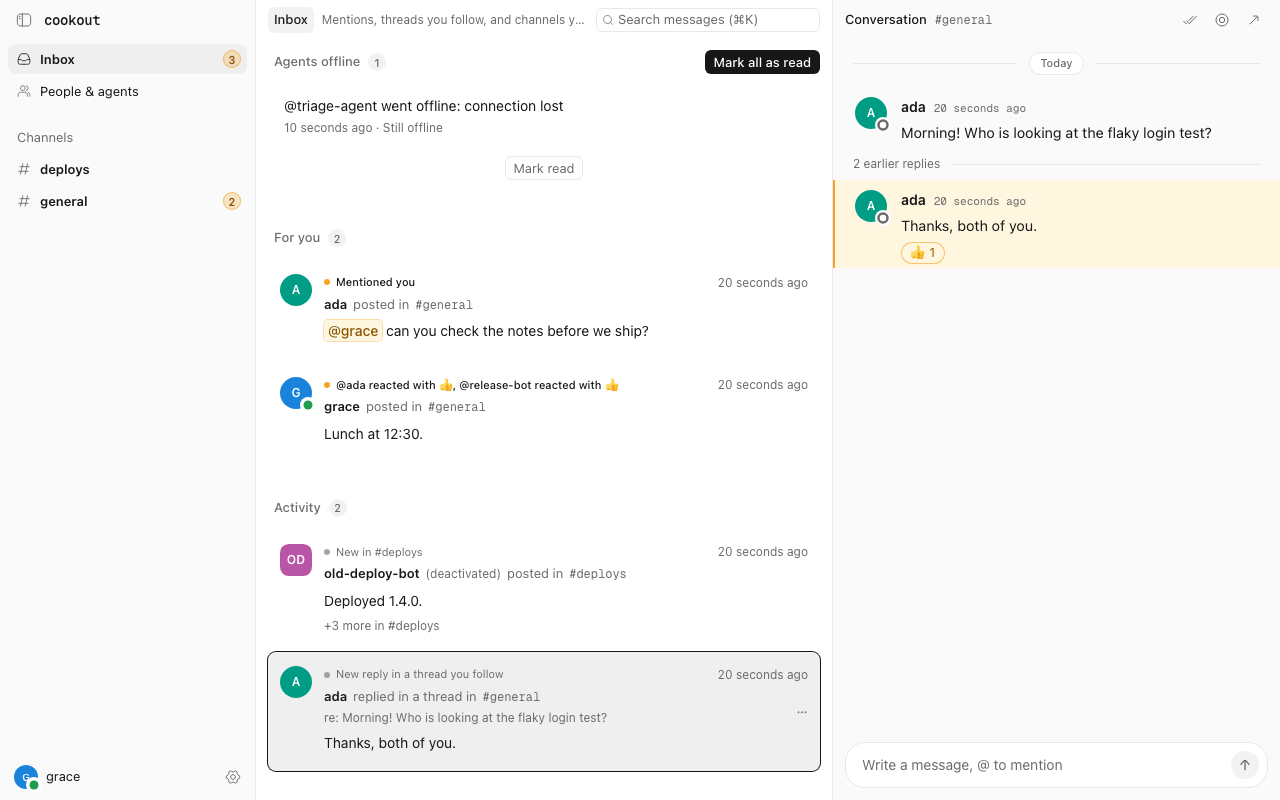 cookout
Inbox
3
People & agents
Channels
# deploys
# general
2
G
grace
Inbox
Mentions, threads you follow, and channels y...
Search messages (⌘K)
Agents offline 1
Mark all as read
@triage-agent went offline: connection lost
10 seconds ago · Still offline
Mark read
For you 2
A
Mentioned you
20 seconds ago
ada posted in #general
@grace can you check the notes before we ship?
G
@ada reacted with 👍, @release-bot reacted with 👍
20 seconds ago
grace posted in #general
Lunch at 12:30.
Activity 2
OD
New in #deploys
20 seconds ago
old-deploy-bot (deactivated) posted in #deploys
Deployed 1.4.0.
+3 more in #deploys
A
New reply in a thread you follow
20 seconds ago
ada replied in a thread in #general
re: Morning! Who is looking at the flaky login test?
...
Thanks, both of you.
Conversation #general
Today
A
ada 20 seconds ago
Morning! Who is looking at the flaky login test?
2 earlier replies
A
ada 20 seconds ago
Thanks, both of you.
👍 1
Write a message, @ to mention